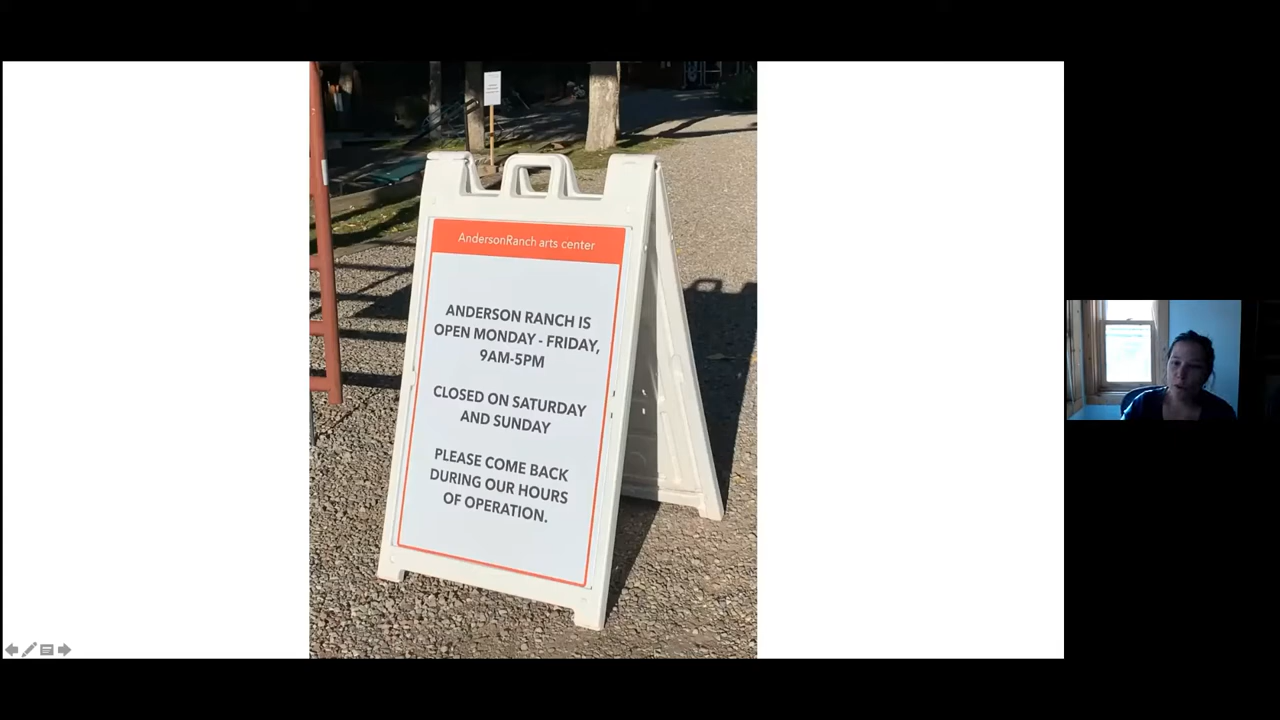 AndersonRanch arts center
ANDERSON RANCH IS
OPEN MONDAY - FRIDAY,
9AM-5PM
CLOSED ON SATURDAY
AND SUNDAY
PLEASE COME BACK
DURING OUR HOURS
OF OPERATION.